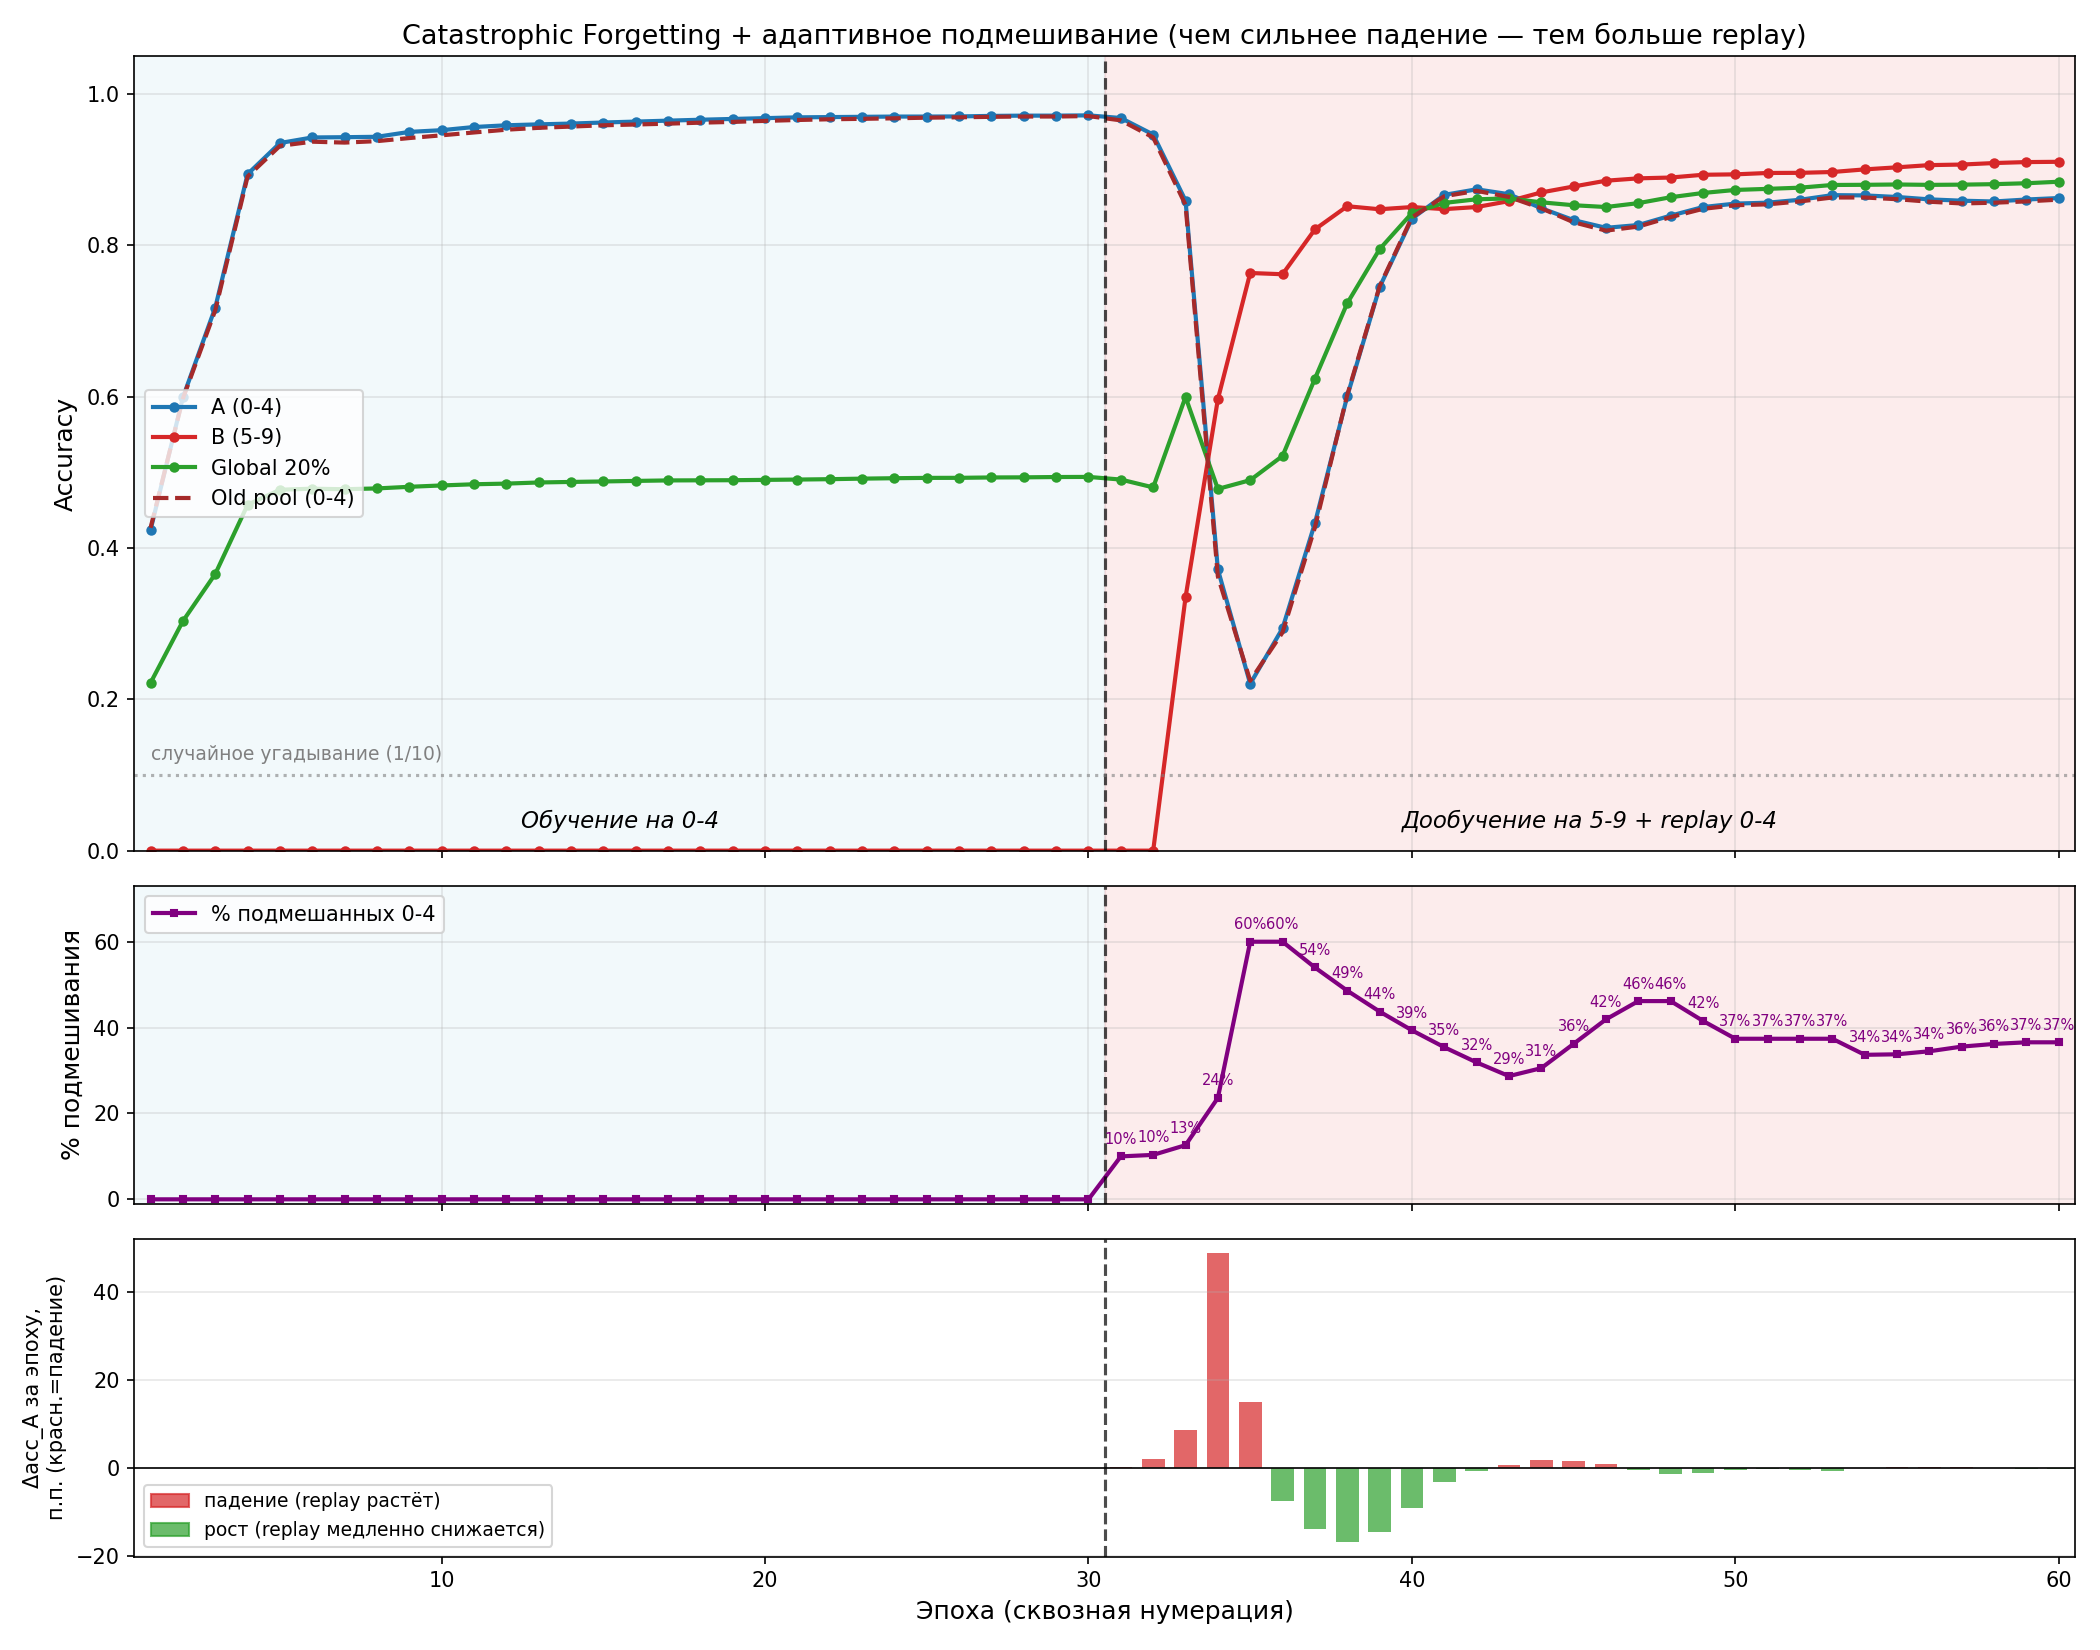 Catastrophic Forgetting + адаптивное подмешивание (чем сильнее падение — тем больше replay)
Accuracy
1.0
0.8
0.6
0.4
0.2
0.0
A (0-4)
B (5-9)
Global 20%
Old pool (0-4)
случайное угадывание (1/10)
Обучение на 0-4
Дообучение на 5-9 + replay 0-4
% подмешивания
60
40
20
0
% подмешанных 0-4
10% 10% 13% 24% 60% 60% 54% 49% 44% 39% 35% 32% 29% 31% 36% 42% 46% 46% 42% 37% 37% 37% 37% 34% 34% 34% 36% 36% 37% 37%
Δacc_A за эпоху,
п.п. (красн.=падение)
40
20
0
−20
падение (replay растёт)
рост (replay медленно снижается)
10 20 30 40 50 60
Эпоха (сквозная нумерация)